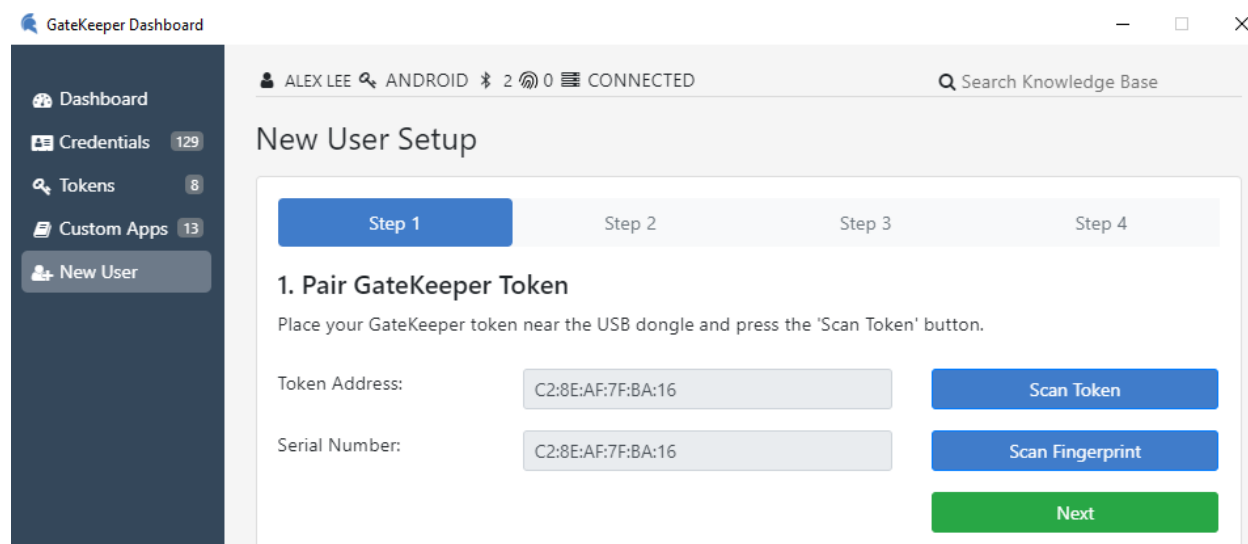 GateKeeper Dashboard
Dashboard
Credentials 129
Tokens 8
Custom Apps 13
New User
ALEX LEE ANDROID 2 0 CONNECTED
Search Knowledge Base
New User Setup
Step 1 Step 2 Step 3 Step 4
1. Pair GateKeeper Token
Place your GateKeeper token near the USB dongle and press the 'Scan Token' button.
Token Address: C2:8E:AF:7F:BA:16 Scan Token
Serial Number: C2:8E:AF:7F:BA:16 Scan Fingerprint
Next